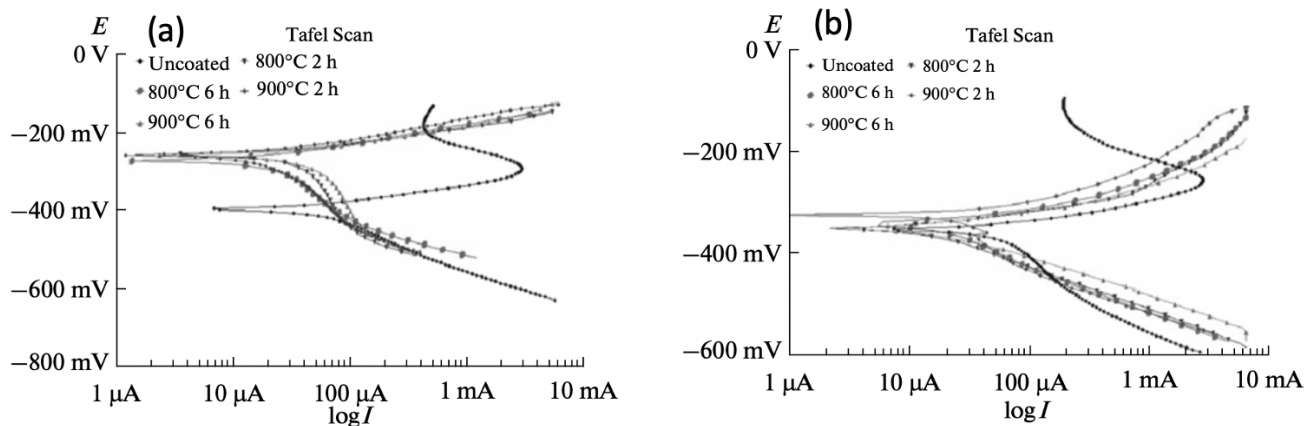 (a)
Tafel Scan
E
0 V
Uncoated
800°C 2 h
800°C 6 h
900°C 2 h
900°C 6 h
−200 mV
−400 mV
−600 mV
−800 mV
1 μA
10 μA
100 μA
1 mA
10 mA
log I
(b)
Tafel Scan
E
0 V
Uncoated
800°C 2 h
800°C 6 h
900°C 2 h
900°C 6 h
−200 mV
−400 mV
−600 mV
1 μA
10 μA
100 μA
1 mA
10 mA
log I